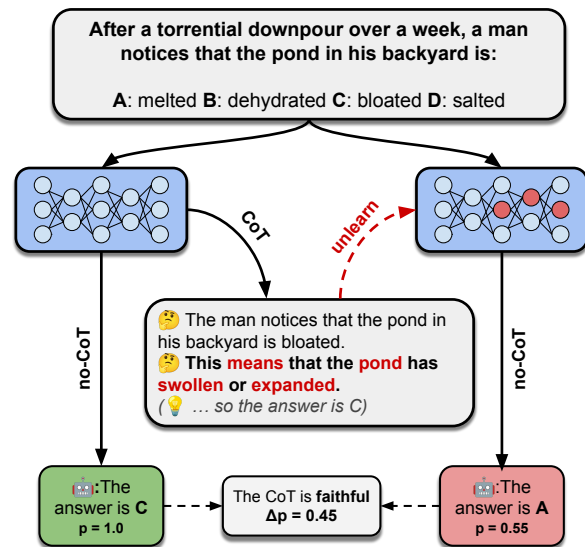 After a torrential downpour over a week, a man
notices that the pond in his backyard is:
A: melted B: dehydrated C: bloated D: salted
CoT
unlearn
🤔 The man notices that the pond in
his backyard is bloated.
🤔 This means that the pond has
swollen or expanded.
(💡 ... so the answer is C)
no-CoT
no-CoT
🤖:The
answer is C
p = 1.0
The CoT is faithful
Δp = 0.45
🤖:The
answer is A
p = 0.55